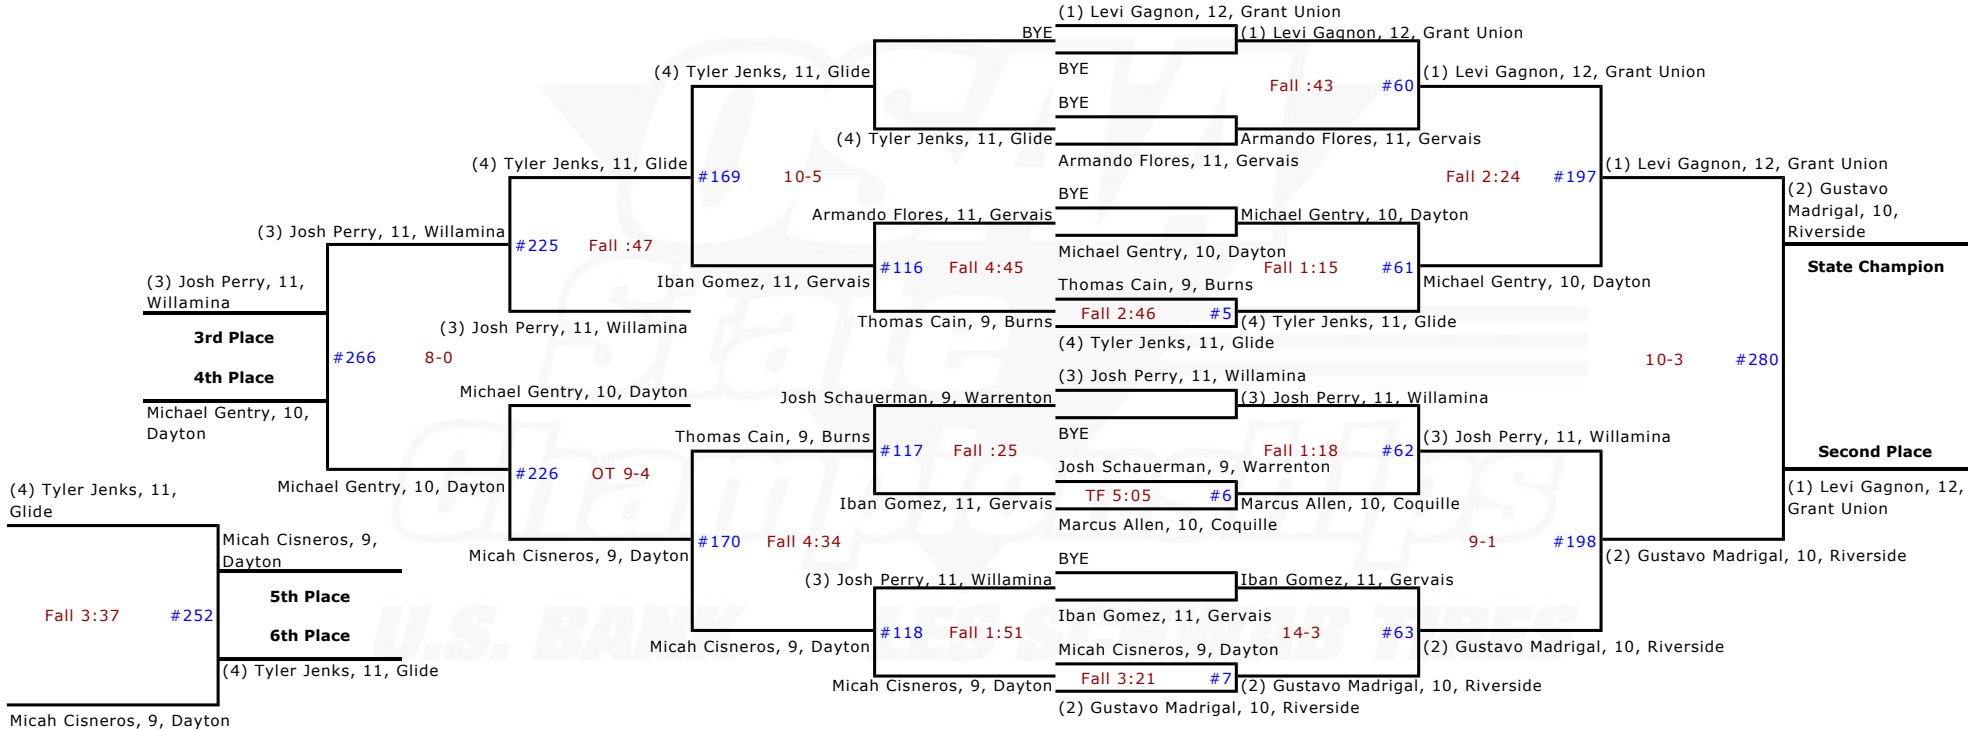 (1) Levi Gagnon, 12, Grant Union
BYE
(1) Levi Gagnon, 12, Grant Union
(4) Tyler Jenks, 11, Glide
BYE
Fall :43
#60
(1) Levi Gagnon, 12, Grant Union
BYE
(4) Tyler Jenks, 11, Glide
Armando Flores, 11, Gervais
(4) Tyler Jenks, 11, Glide
Armando Flores, 11, Gervais
(1) Levi Gagnon, 12, Grant Union
#169
10-5
Fall 2:24
#197
BYE
(2) Gustavo
Madrigal, 10,
Riverside
Armando Flores, 11, Gervais
Michael Gentry, 10, Dayton
(3) Josh Perry, 11, Willamina
#225
Fall :47
Michael Gentry, 10, Dayton
#116
Fall 4:45
Fall 1:15
#61
State Champion
(3) Josh Perry, 11,
Willamina
Iban Gomez, 11, Gervais
Thomas Cain, 9, Burns
Michael Gentry, 10, Dayton
Fall 2:46
#5
(3) Josh Perry, 11, Willamina
Thomas Cain, 9, Burns
(4) Tyler Jenks, 11, Glide
3rd Place
(4) Tyler Jenks, 11, Glide
#266
8-0
10-3
#280
4th Place
(3) Josh Perry, 11, Willamina
Michael Gentry, 10, Dayton
Josh Schauerman, 9, Warrenton
(3) Josh Perry, 11, Willamina
Michael Gentry, 10,
Dayton
Thomas Cain, 9, Burns
BYE
(3) Josh Perry, 11, Willamina
#117
Fall :25
Fall 1:18
#62
Second Place
#226
OT 9-4
Josh Schauerman, 9, Warrenton
Michael Gentry, 10, Dayton
(1) Levi Gagnon, 12,
Grant Union
(4) Tyler Jenks, 11,
Glide
TF 5:05
#6
Iban Gomez, 11, Gervais
Marcus Allen, 10, Coquille
Marcus Allen, 10, Coquille
Micah Cisneros, 9,
Dayton
#170
Fall 4:34
9-1
#198
Micah Cisneros, 9, Dayton
BYE
(2) Gustavo Madrigal, 10, Riverside
(3) Josh Perry, 11, Willamina
Iban Gomez, 11, Gervais
5th Place
Fall 3:37
#252
Iban Gomez, 11, Gervais
6th Place
#118
Fall 1:51
14-3
#63
Micah Cisneros, 9, Dayton
Micah Cisneros, 9, Dayton
(2) Gustavo Madrigal, 10, Riverside
(4) Tyler Jenks, 11, Glide
Fall 3:21
#7
Micah Cisneros, 9, Dayton
(2) Gustavo Madrigal, 10, Riverside
(2) Gustavo Madrigal, 10, Riverside
Micah Cisneros, 9, Dayton
OSAA
State
Championships
U.S. BANK
LES SCHWAB TIRES